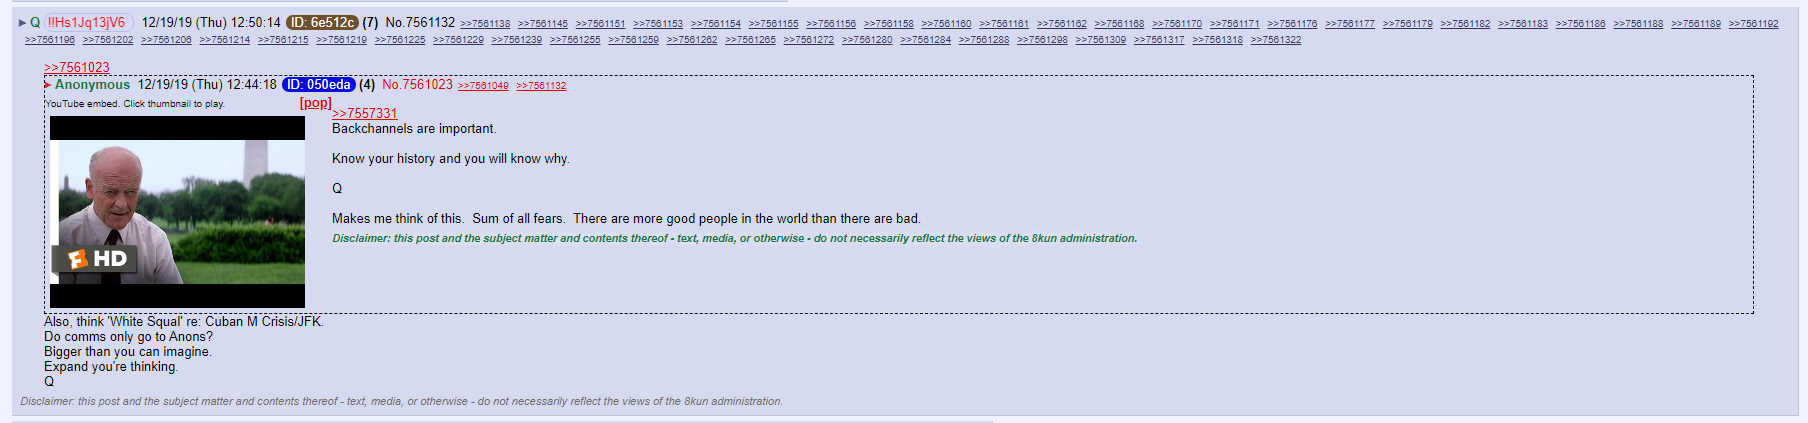 ▶ Q !!Hs1Jq13jV6 12/19/19 (Thu) 12:50:14 ID: 6e512c (7) No.7561132 >>7561138 >>7561145 >>7561151 >>7561153 >>7561154 >>7561155 >>7561156 >>7561158 >>7561160 >>7561161 >>7561162 >>7561168 >>7561170 >>7561171 >>7561176 >>7561177 >>7561179 >>7561182 >>7561183 >>7561186 >>7561188 >>7561189 >>7561192
>>7561196 >>7561202 >>7561206 >>7561214 >>7561215 >>7561219 >>7561225 >>7561229 >>7561239 >>7561255 >>7561259 >>7561262 >>7561265 >>7561272 >>7561280 >>7561284 >>7561288 >>7561298 >>7561309 >>7561317 >>7561318 >>7561322
>>7561023
▶ Anonymous 12/19/19 (Thu) 12:44:18 ID: 050eda (4) No.7561023 >>7561049 >>7561132
YouTube embed. Click thumbnail to play. [pop]
>>7557331
Backchannels are important.
Know your history and you will know why.
Q
Makes me think of this. Sum of all fears. There are more good people in the world than there are bad.
Disclaimer: this post and the subject matter and contents thereof - text, media, or otherwise - do not necessarily reflect the views of the 8kun administration.
F HD
Also, think 'White Squal' re: Cuban M Crisis/JFK.
Do comms only go to Anons?
Bigger than you can imagine.
Expand you're thinking.
Q
Disclaimer: this post and the subject matter and contents thereof - text, media, or otherwise - do not necessarily reflect the views of the 8kun administration.